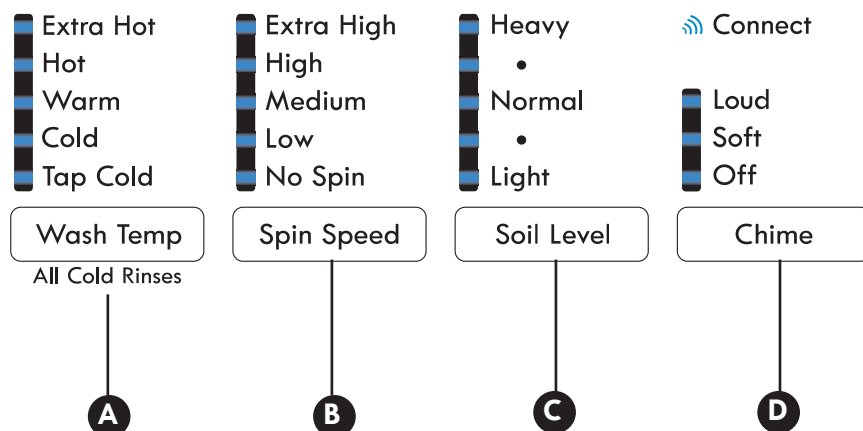 Extra Hot
Hot
Warm
Cold
Tap Cold
Wash Temp
All Cold Rinses
A
Extra High
High
Medium
Low
No Spin
Spin Speed
B
Heavy
•
Normal
•
Light
Soil Level
C
Connect
Loud
Soft
Off
Chime
D